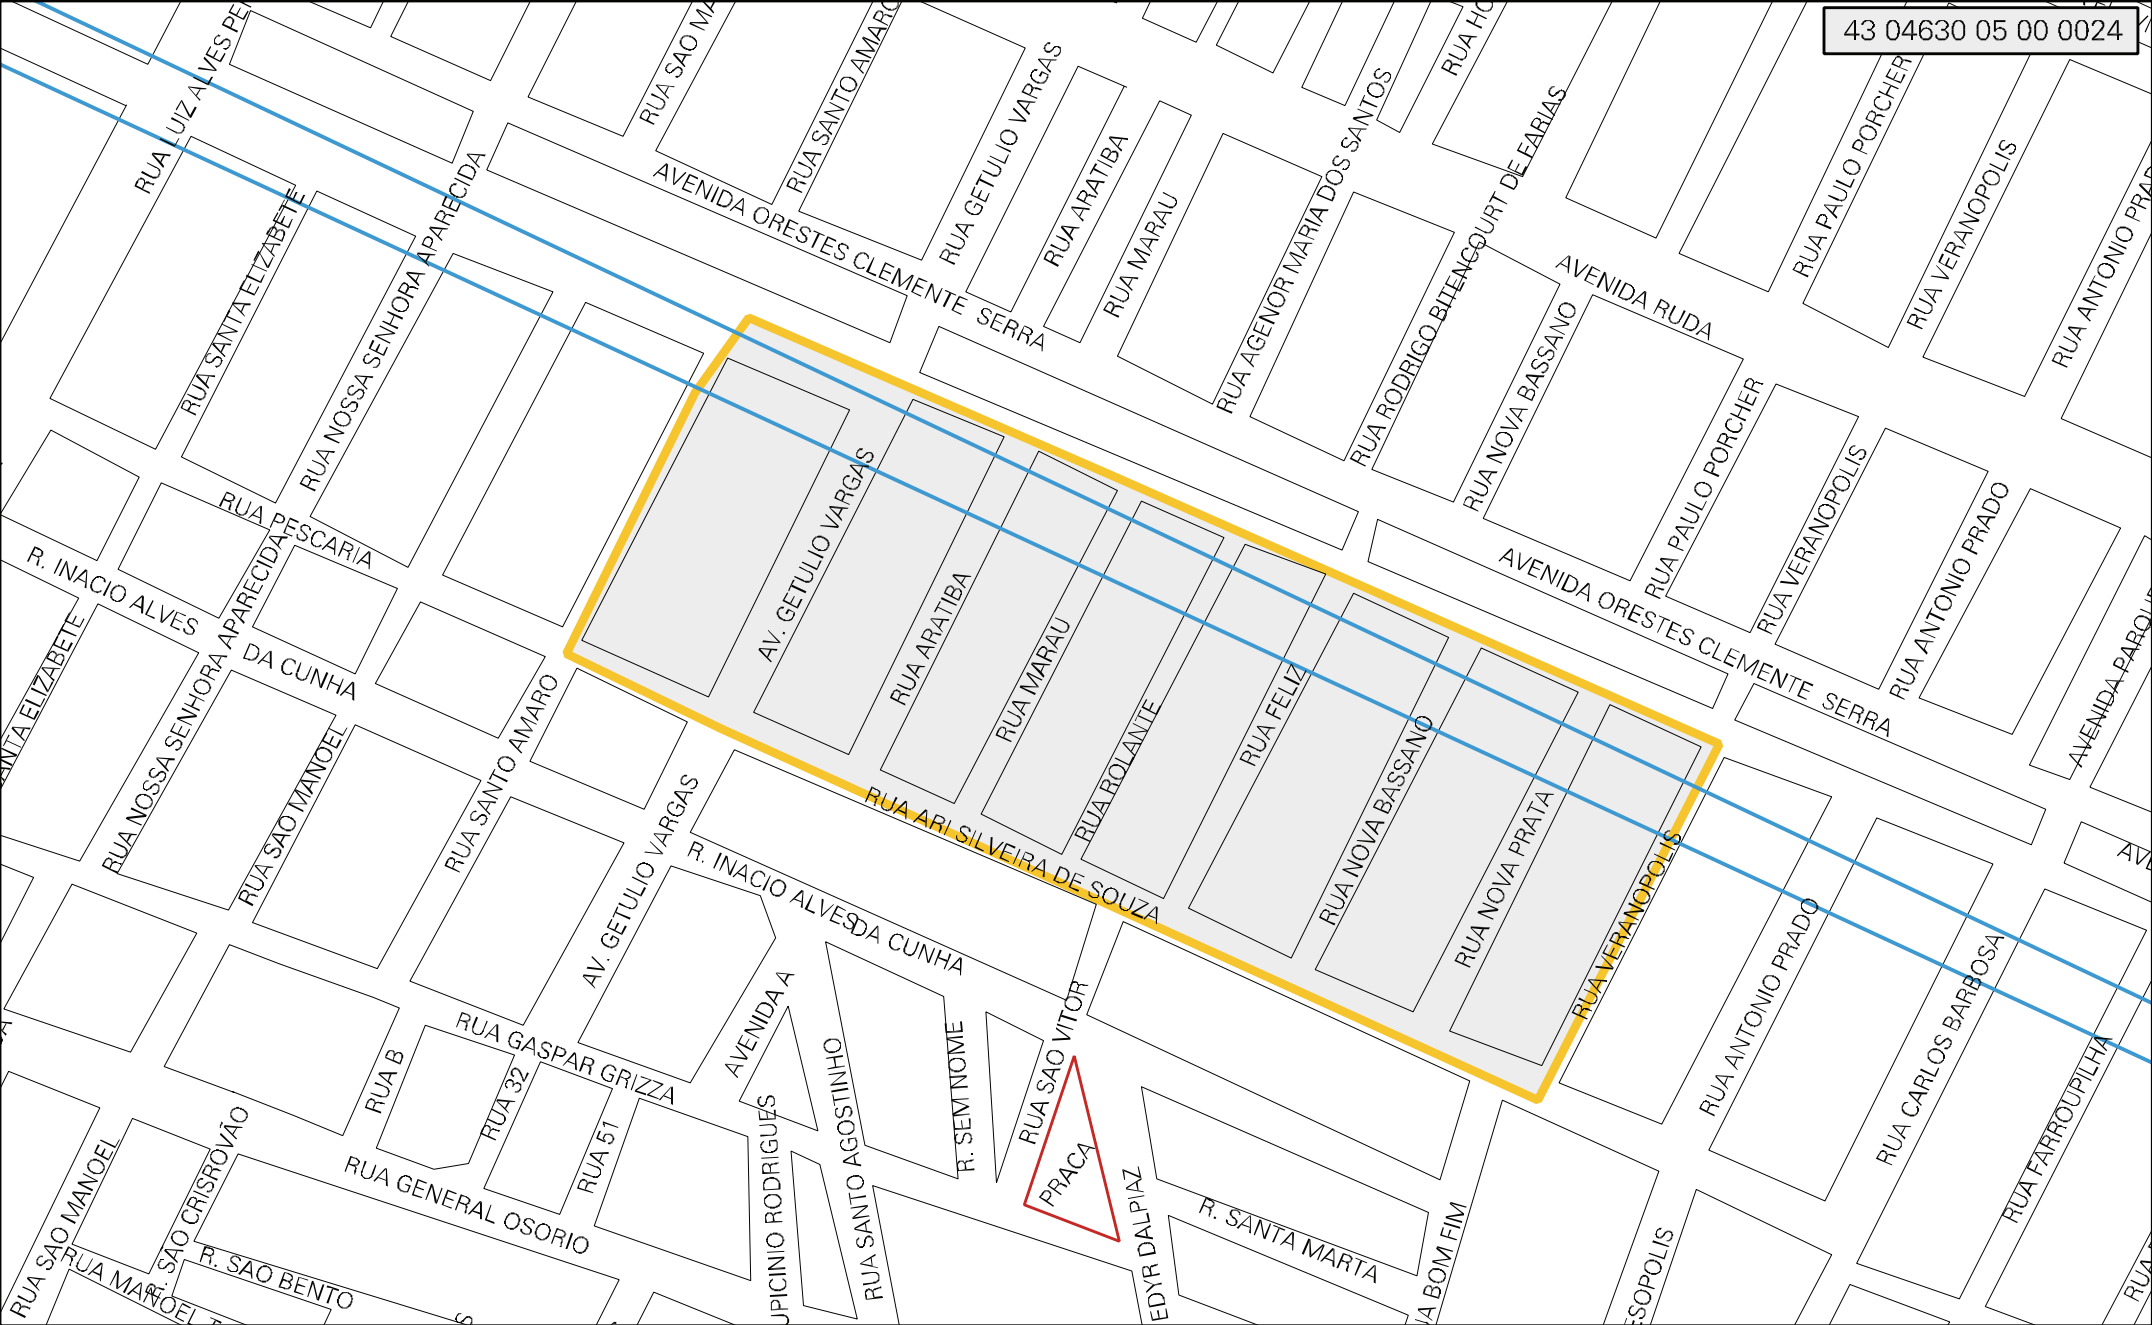 43 04630 05 00 0024
RUA LUIZ ALVES
RUA SAO
RUA SANTO AMARO
RUA GETULIO VARGAS
RUA ARATIBA
RUA MARAU
RUA AGENOR MARIA DOS SANTOS
RUA RODRIGO BITENCOURT DE FARIAS
RUA PAULO PORCHER
RUA VERANOPOLIS
RUA ANTONIO
AVENIDA ORESTES CLEMENTE SERRA
AVENIDA RUDA
RUA SANTA ELIZABETE
RUA NOSSA SENHORA APARECIDA
RUA NOVA BASSANO
RUA PAULO PORCHER
RUA VERANOPOLIS
RUA ANTONIO PRADO
AVENIDA
AVENIDA ORESTES CLEMENTE SERRA
RUA PESCARIA
R. INACIO ALVES
DA CUNHA
ELIZABETE
RUA NOSSA SENHORA APARECIDA
RUA SAO MANOEL
RUA SANTO AMARO
AV. GETULIO VARGAS
RUA ARATIBA
RUA MARAU
RUA ROLANTE
RUA FELIZ
RUA NOVA BASSANO
RUA NOVA PRATA
RUA VERANOPOLIS
RUA ARI SILVEIRA DE SOUZA
AV. GETULIO VARGAS
R. INACIO ALVES
DA CUNHA
RUA ANTONIO PRADO
RUA CARLOS BARBOSA
RUA FARROUPILHA
RUA GASPAR GRIZZA
AVENIDA A
RUA B
RUA 32
RUA 51
RUA SANTO AGOSTINHO
R. SEM NOME
RUA SAO VITOR
PRACA
EDYR DALPIAZ
R. SANTA MARTA
RUA GENERAL OSORIO
RUA SAO MANOEL
R. SAO CRISROVÃO
R. SAO BENTO
RUA MANOEL
RODRIGUES
BOM FIM
RUA